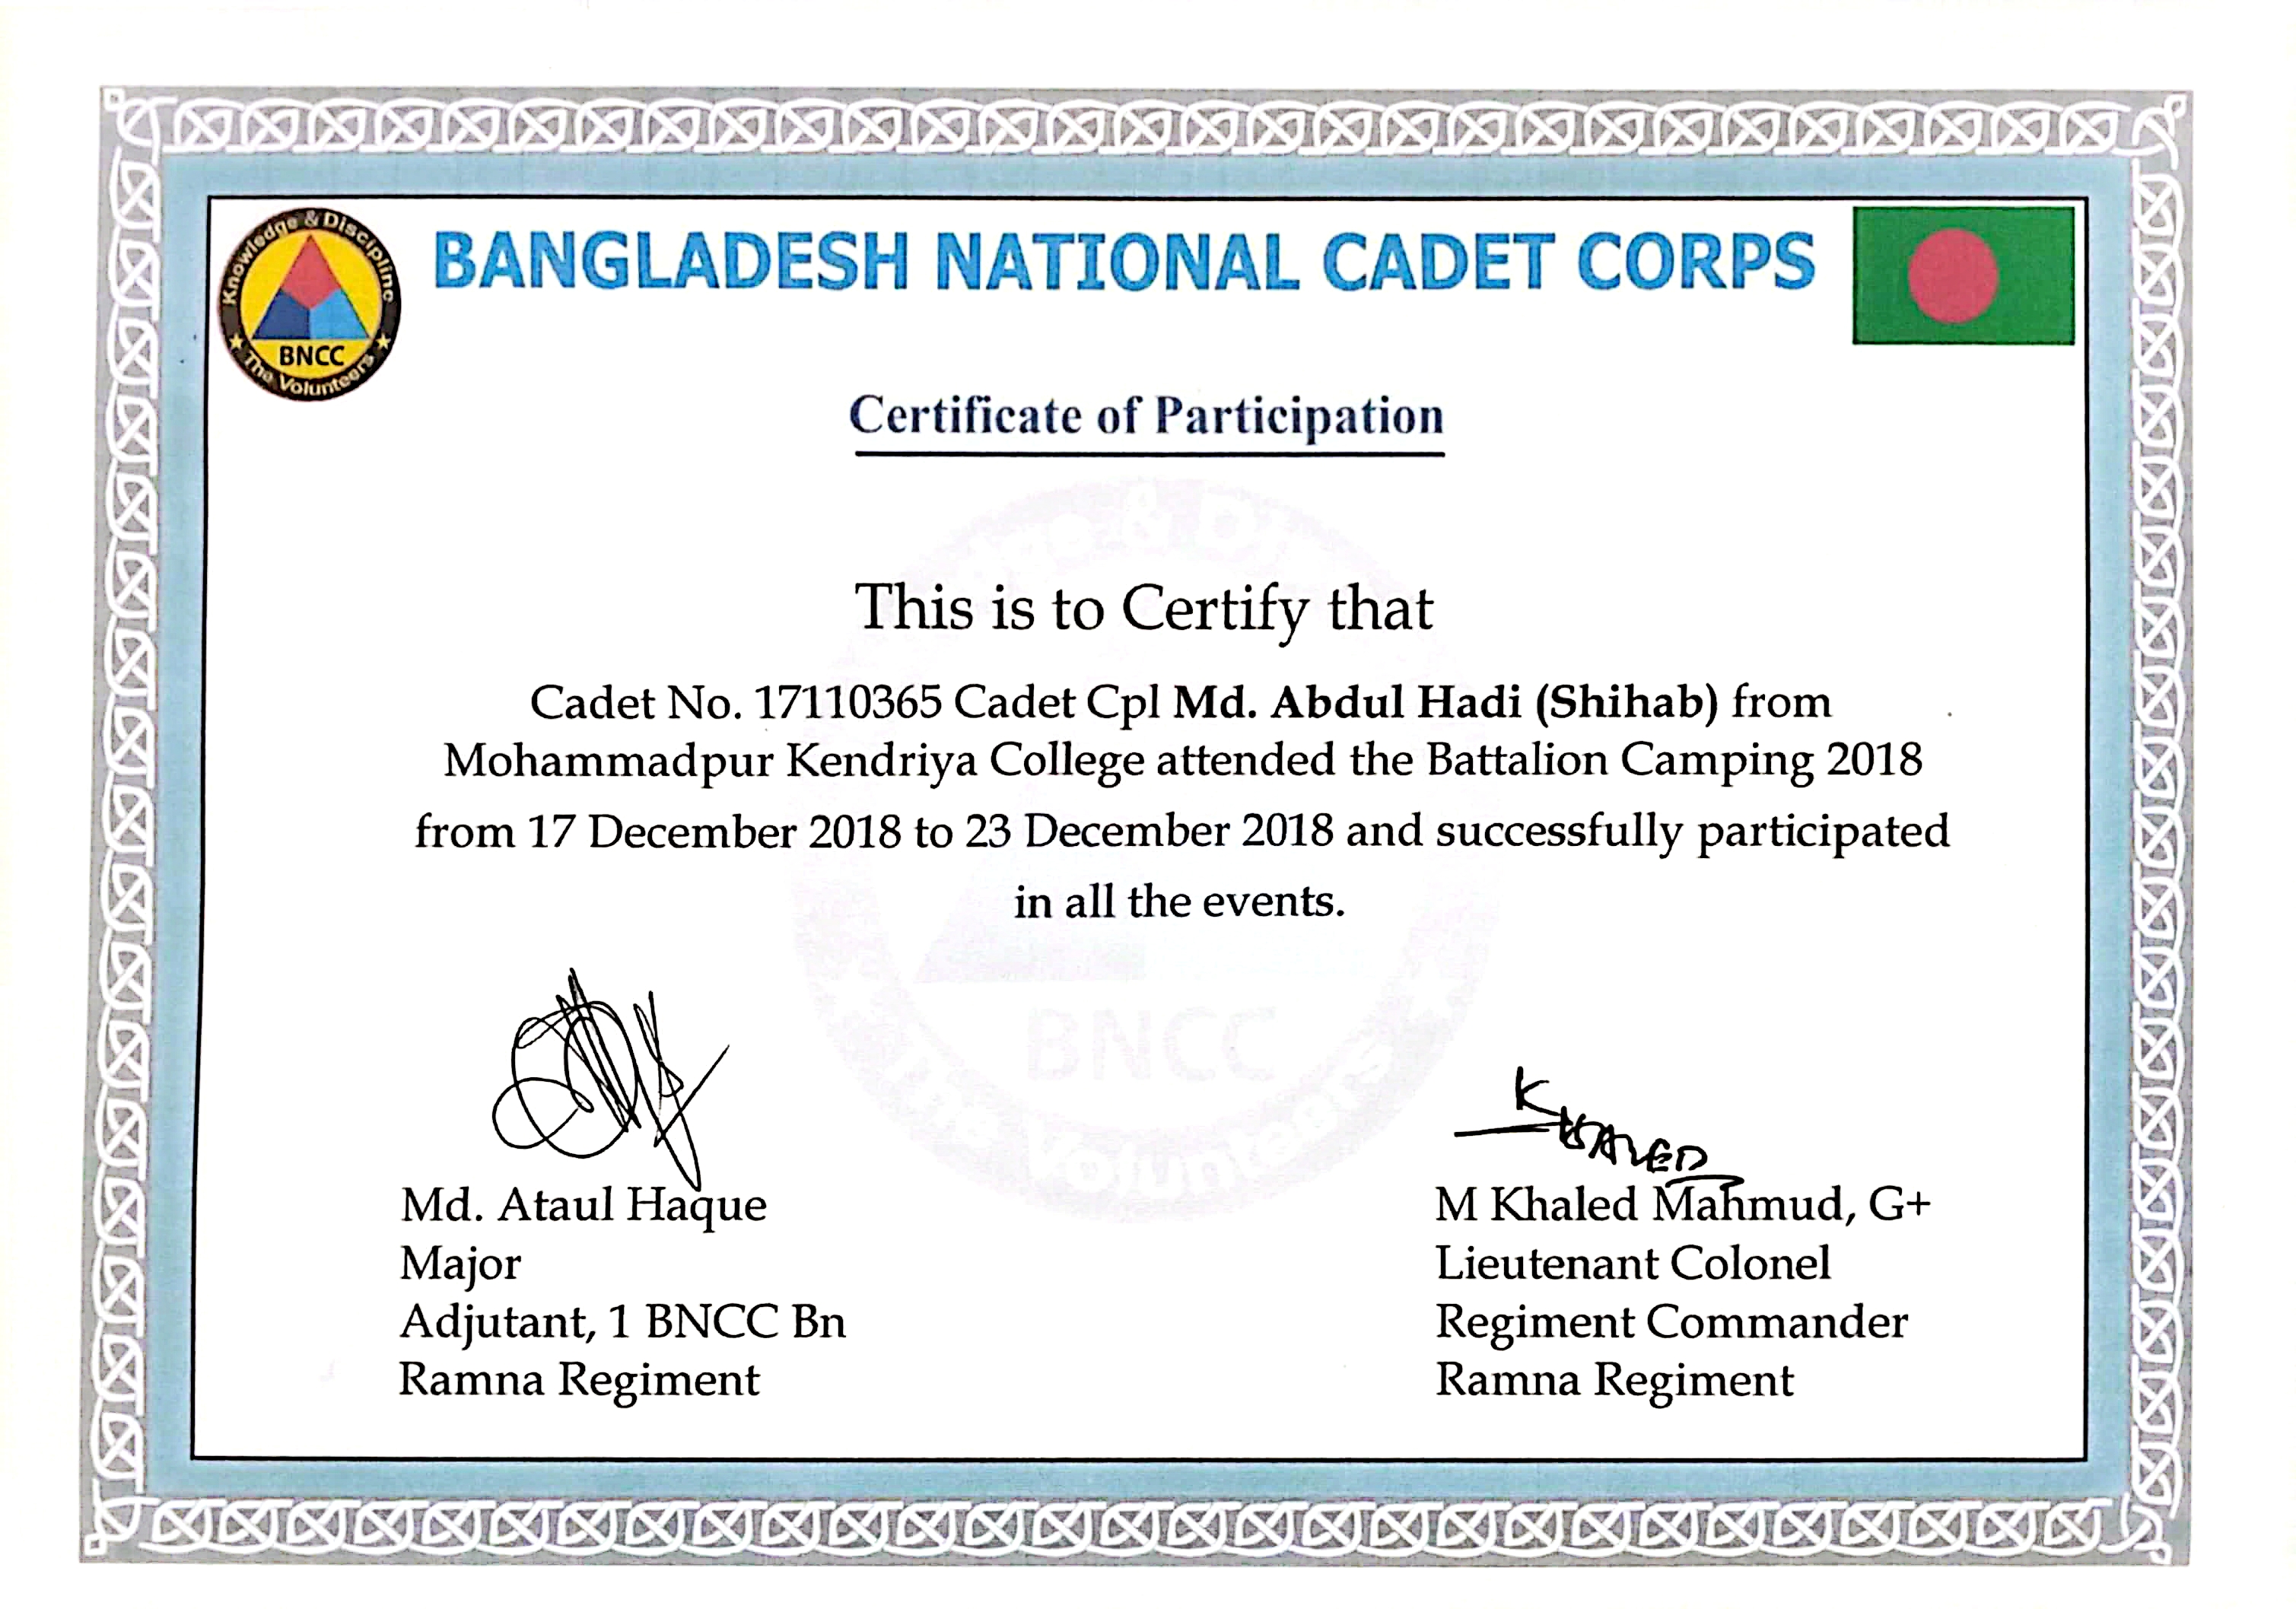 Knowledge & Discipline
BNCC
The Volunteers
BANGLADESH NATIONAL CADET CORPS
Certificate of Participation
This is to Certify that
Cadet No. 17110365 Cadet Cpl Md. Abdul Hadi (Shihab) from
Mohammadpur Kendriya College attended the Battalion Camping 2018
from 17 December 2018 to 23 December 2018 and successfully participated
in all the events.
BNCC
The Volunteers
KHALED
Md. Ataul Haque
Major
Adjutant, 1 BNCC Bn
Ramna Regiment
M Khaled Mahmud, G+
Lieutenant Colonel
Regiment Commander
Ramna Regiment